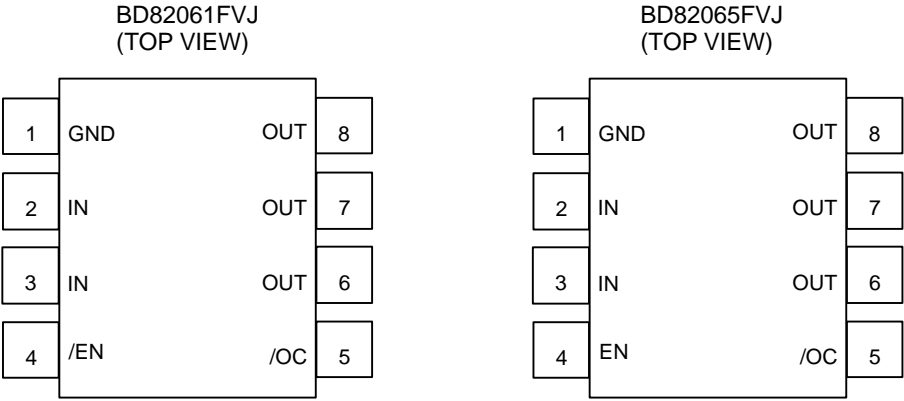 BD82061FVJ
(TOP VIEW)
1 GND OUT 8
2 IN OUT 7
3 IN OUT 6
4 /EN /OC 5
BD82065FVJ
(TOP VIEW)
1 GND OUT 8
2 IN OUT 7
3 IN OUT 6
4 EN /OC 5